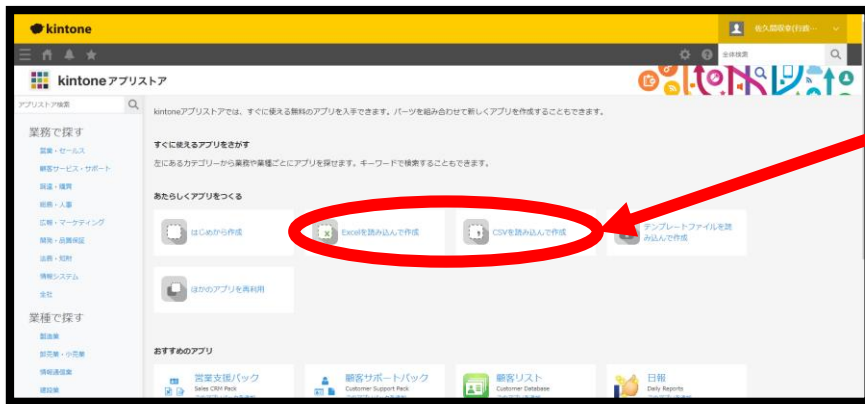 kintone
全体検索
kintoneアプリストア
アプリストア検索
kintoneアプリストアでは、すぐに使える無料のアプリを入手できます。パーツを組み合わせて新しくアプリを作成することもできます。
業務で探す
営業・セールス
顧客サービス・サポート
調達・購買
総務・人事
広報・マーケティング
開発・品質保証
法務・知財
情報システム
全社
業種で探す
製造業
卸売業・小売業
情報通信業
建設業
すぐに使えるアプリをさがす
左にあるカテゴリーから業務や業種ごとにアプリを探せます。キーワードで検索することもできます。
あたらしくアプリをつくる
はじめから作成
Excelを読み込んで作成
CSVを読み込んで作成
テンプレートファイルを読
み込んで作成
ほかのアプリを再利用
おすすめのアプリ
営業支援パック
Sales CRM Pack
顧客サポートパック
Customer Support Pack
顧客リスト
Customer Database
日報
Daily Reports